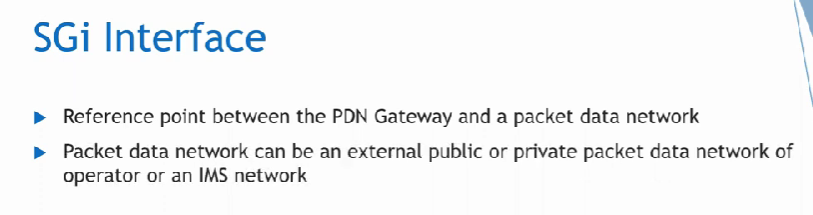 SGi Interface
Reference point between the PDN Gateway and a packet data network
Packet data network can be an external public or private packet data network of
operator or an IMS network